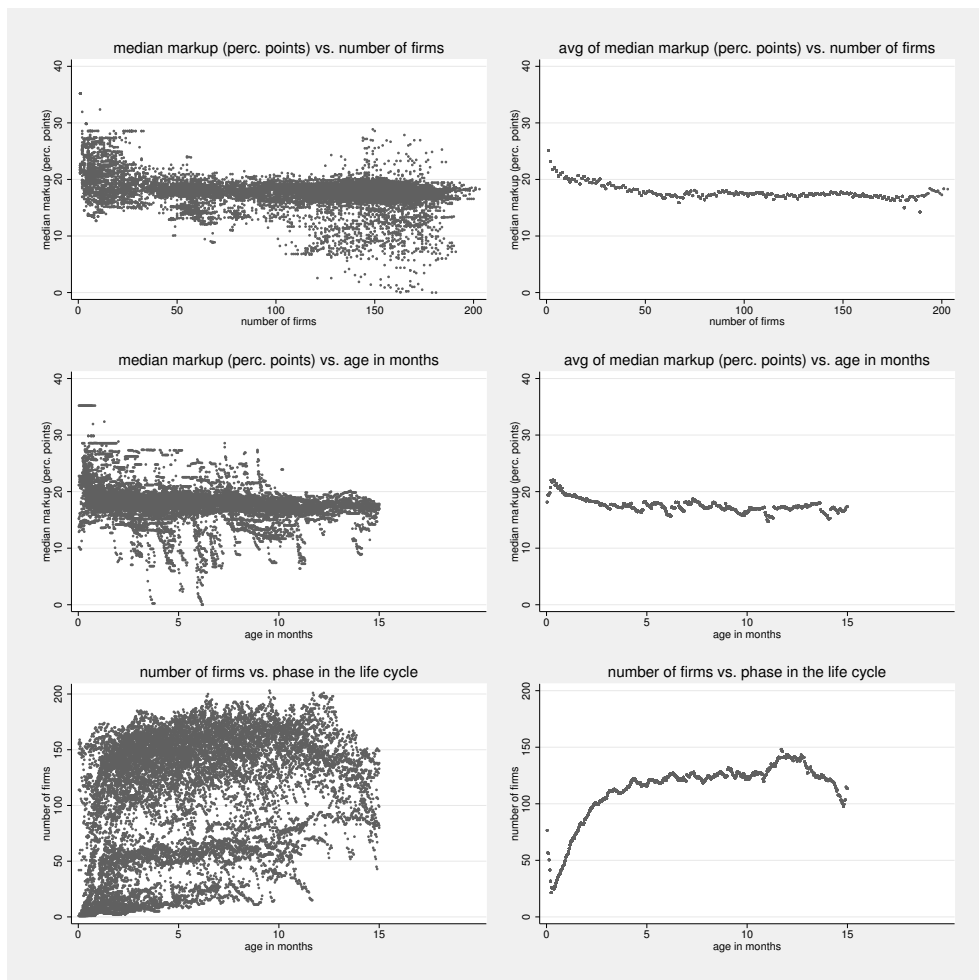 median markup (perc. points) vs. number of firms
median markup (perc. points)
40
30
20
10
0
0 50 100 150 200
number of firms
avg of median markup (perc. points) vs. number of firms
median markup (perc. points)
40
30
20
10
0
0 50 100 150 200
number of firms
median markup (perc. points) vs. age in months
median markup (perc. points)
40
30
20
10
0
0 5 10 15
age in months
avg of median markup (perc. points) vs. age in months
median markup (perc. points)
40
30
20
10
0
0 5 10 15
age in months
number of firms vs. phase in the life cycle
number of firms
200
150
100
50
0
0 5 10 15
age in months
number of firms vs. phase in the life cycle
number of firms
200
150
100
50
0
0 5 10 15
age in months